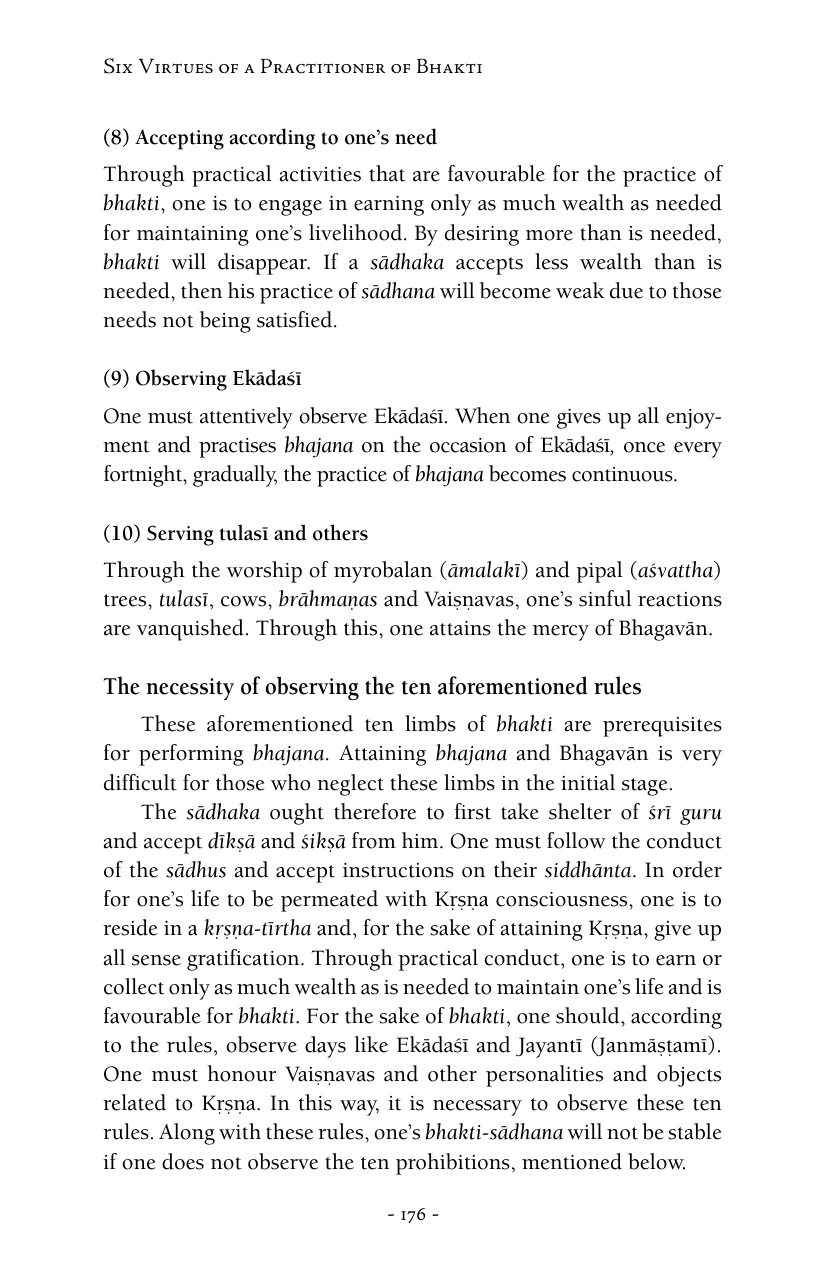 Six Virtues of a Practitioner of Bhakti
(8) Accepting according to one’s need
Through practical activities that are favourable for the practice of
bhakti, one is to engage in earning only as much wealth as needed
for maintaining one’s livelihood. By desiring more than is needed,
bhakti will disappear. If a sādhaka accepts less wealth than is
needed, then his practice of sādhana will become weak due to those
needs not being satisfied.
(9) Observing Ekādaśī
One must attentively observe Ekādaśī. When one gives up all enjoy-
ment and practises bhajana on the occasion of Ekādaśī, once every
fortnight, gradually, the practice of bhajana becomes continuous.
(10) Serving tulasī and others
Through the worship of myrobalan (āmalakī) and pipal (aśvattha)
trees, tulasī, cows, brāhmaṇas and Vaiṣṇavas, one’s sinful reactions
are vanquished. Through this, one attains the mercy of Bhagavān.
The necessity of observing the ten aforementioned rules
These aforementioned ten limbs of bhakti are prerequisites
for performing bhajana. Attaining bhajana and Bhagavān is very
difficult for those who neglect these limbs in the initial stage.
The sādhaka ought therefore to first take shelter of śrī guru
and accept dīkṣā and śikṣā from him. One must follow the conduct
of the sādhus and accept instructions on their siddhānta. In order
for one’s life to be permeated with Kṛṣṇa consciousness, one is to
reside in a kṛṣṇa-tīrtha and, for the sake of attaining Kṛṣṇa, give up
all sense gratification. Through practical conduct, one is to earn or
collect only as much wealth as is needed to maintain one’s life and is
favourable for bhakti. For the sake of bhakti, one should, according
to the rules, observe days like Ekādaśī and Jayantī (Janmāṣṭamī).
One must honour Vaiṣṇavas and other personalities and objects
related to Kṛṣṇa. In this way, it is necessary to observe these ten
rules. Along with these rules, one’s bhakti-sādhana will not be stable
if one does not observe the ten prohibitions, mentioned below.
- 176 -